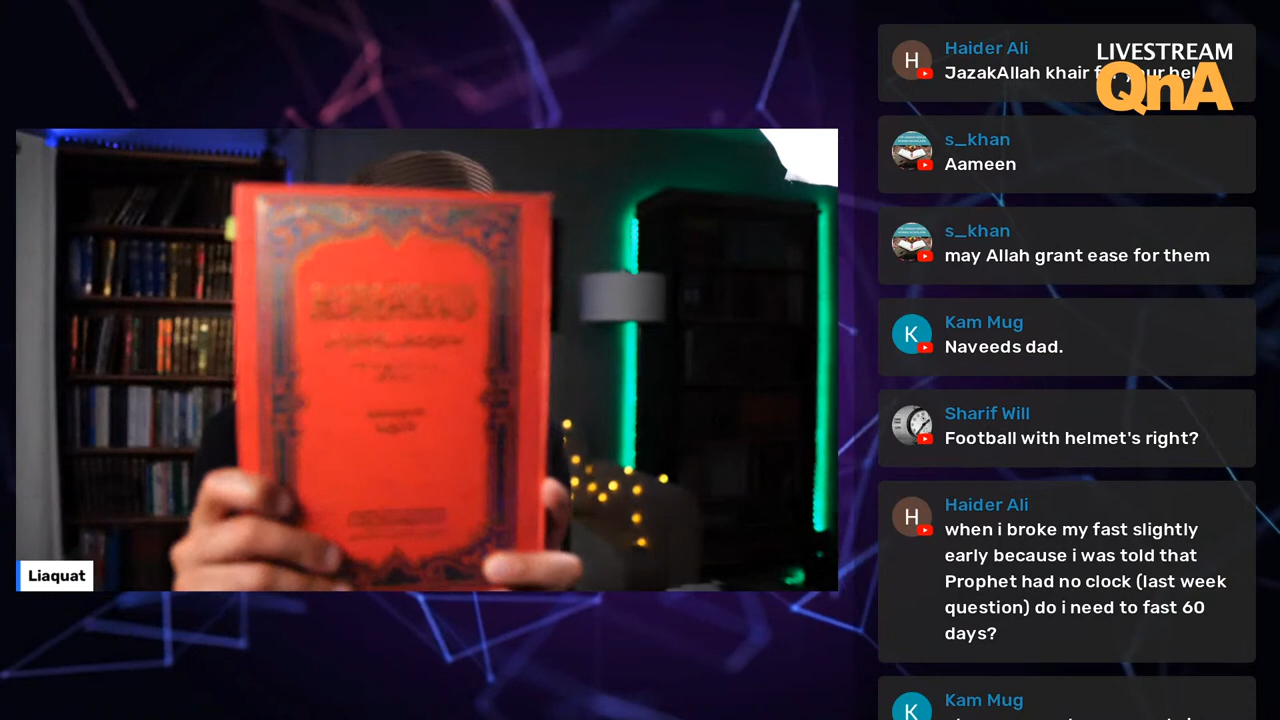 Haider Ali
JazakAllah khair
LIVESTREAM
QnA
s_khan
Aameen
s_khan
may Allah grant ease for them
Kam Mug
Naveeds dad.
Sharif Will
Football with helmet's right?
Haider Ali
when i broke my fast slightly
early because i was told that
Prophet had no clock (last week
question) do i need to fast 60
days?
Kam Mug
Liaquat
H
H
K
K